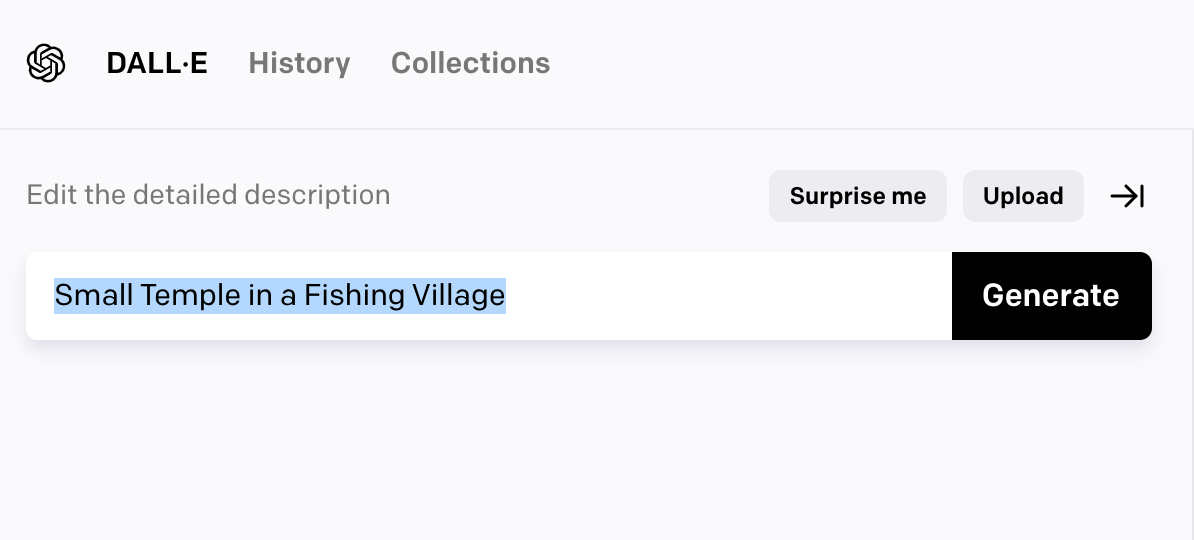 DALL·E History Collections
Edit the detailed description Surprise me Upload
Small Temple in a Fishing Village Generate